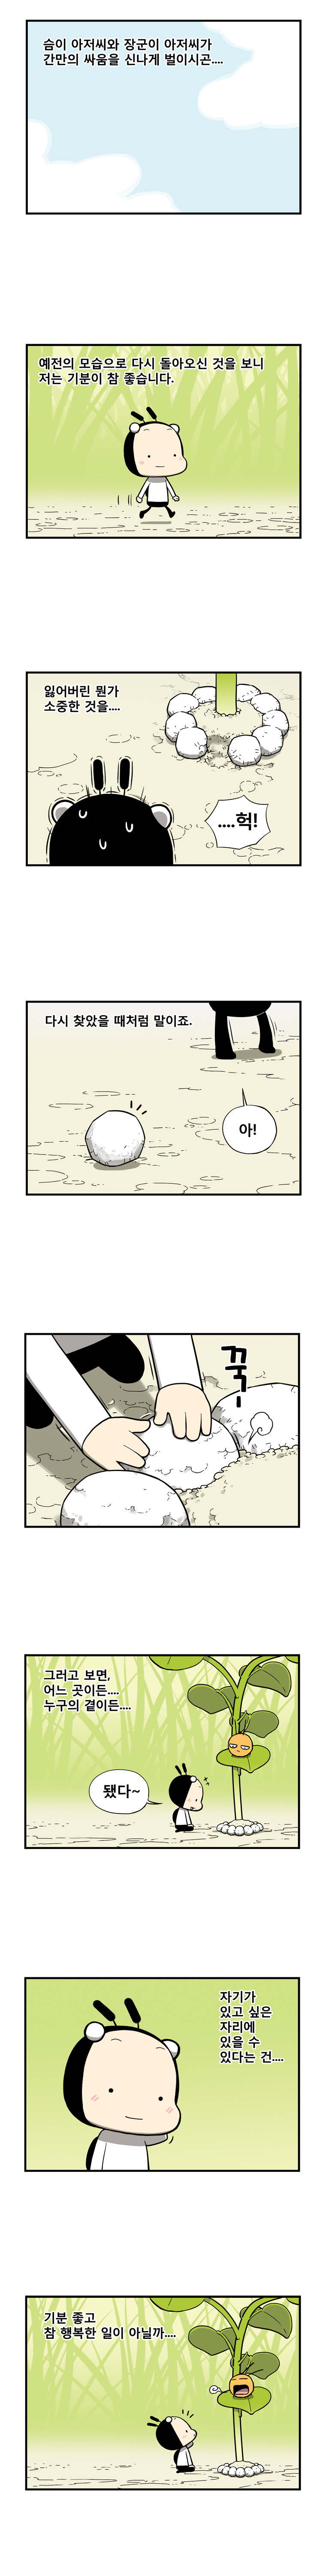 슴이 아저씨와 장군이 아저씨가
간만의 싸움을 신나게 벌이시곤....
예전의 모습으로 다시 돌아오신 것을 보니
저는 기분이 참 좋습니다.
잃어버린 뭔가
소중한 것을....
....헉!
다시 찾았을 때처럼 말이죠.
아!
꾸욱-
그러고 보면,
어느 곳이든....
누구의 곁이든....
됐다~
자기가
있고 싶은
자리에
있을 수
있다는 건....
기분 좋고
참 행복한 일이 아닐까....